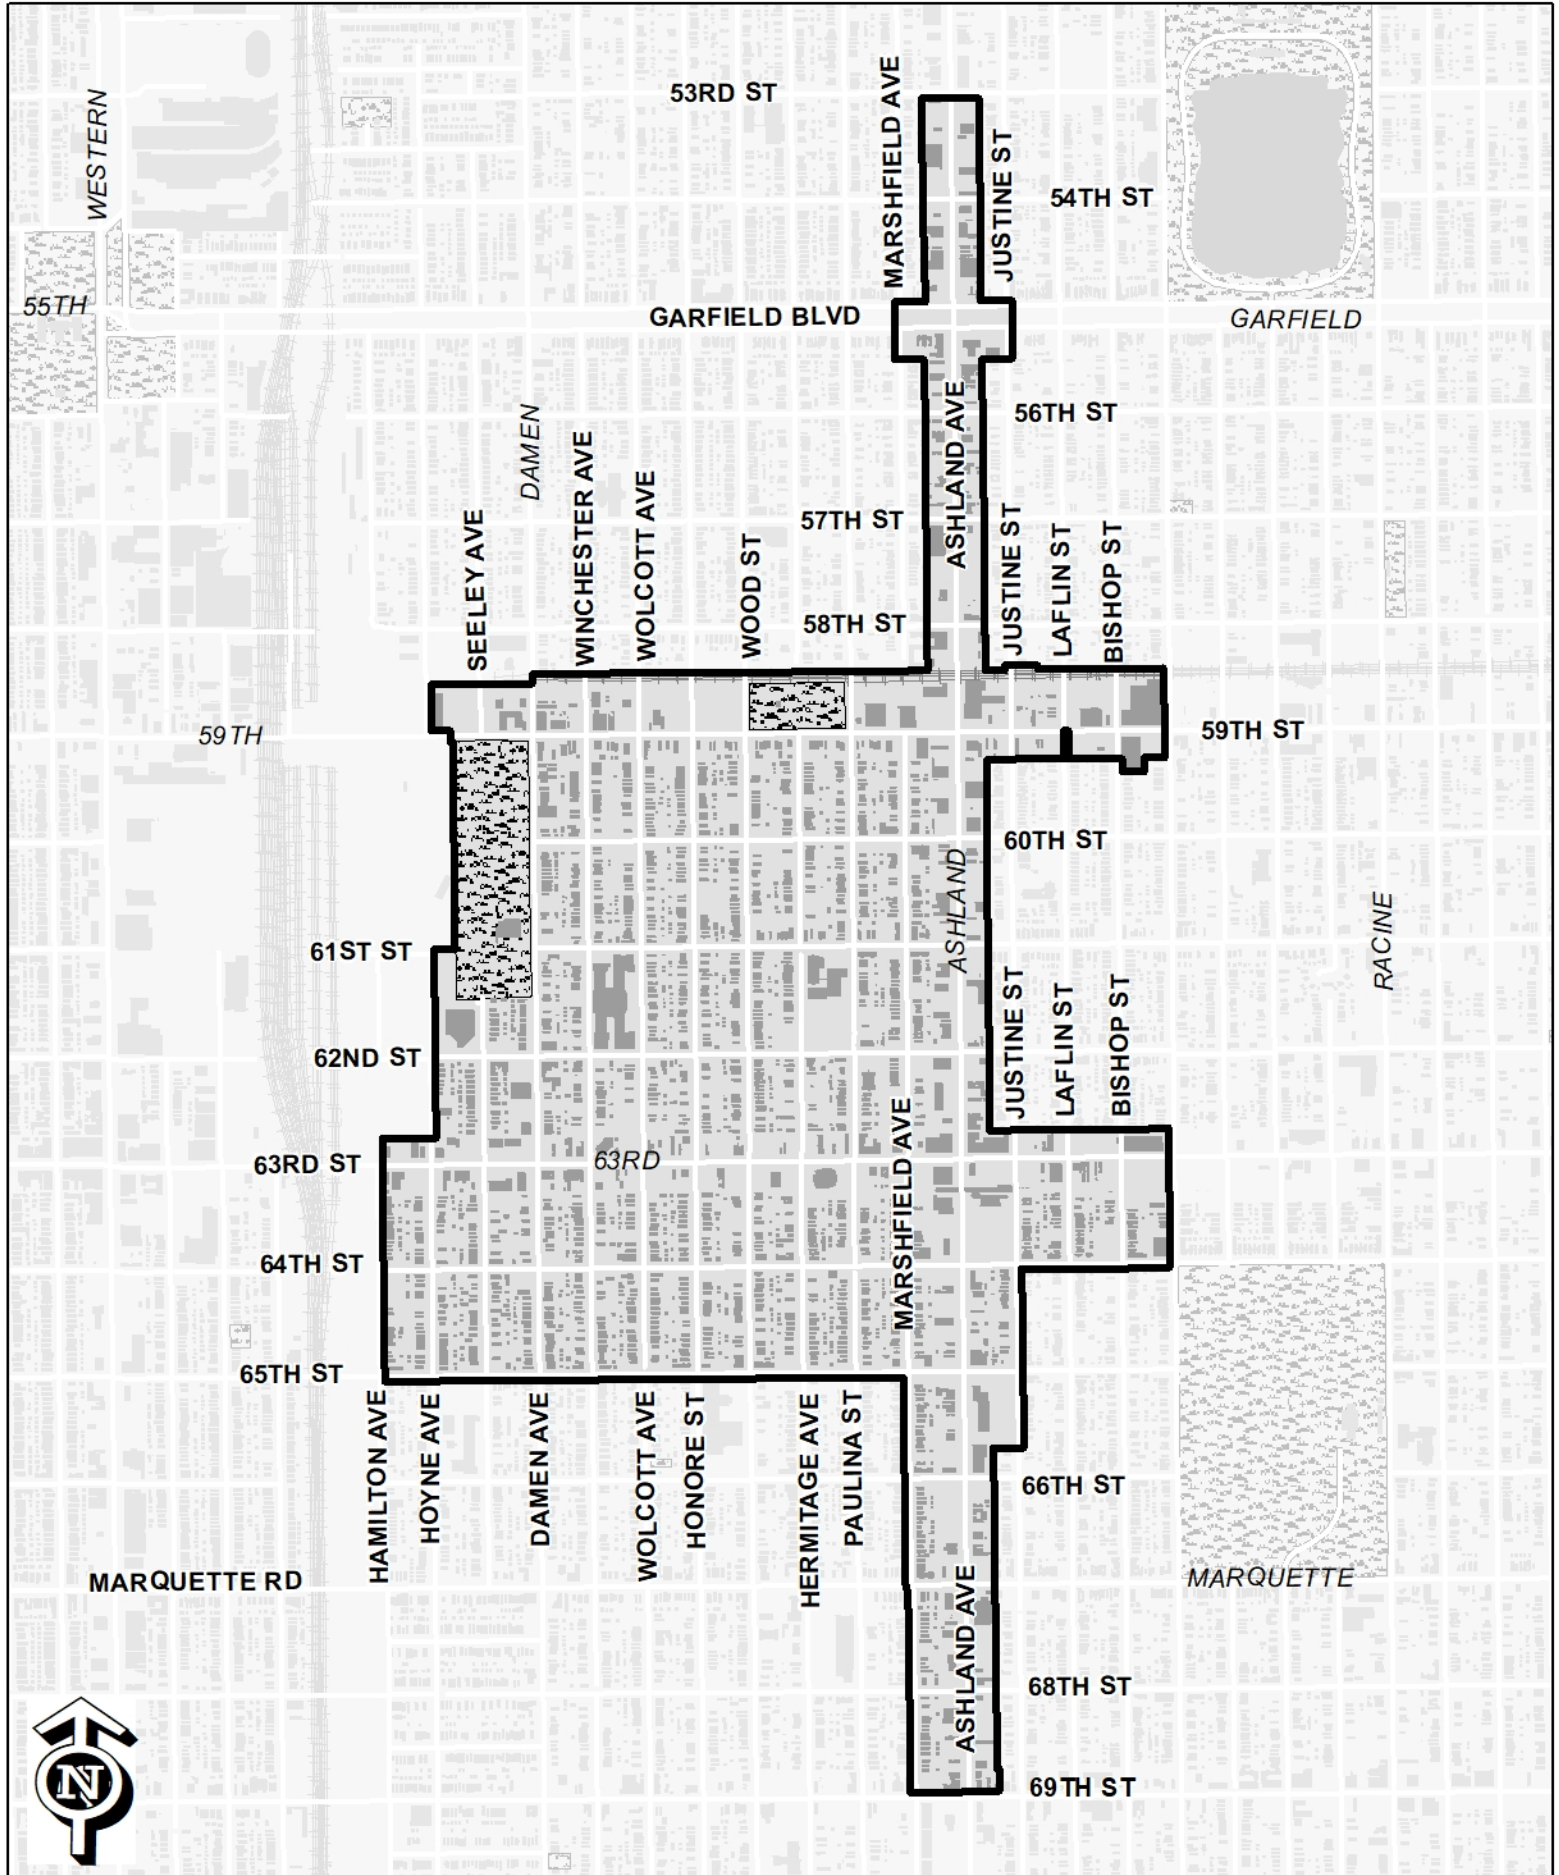 53RD ST
MARSHFIELD AVE
WESTERN
JUSTINE ST
54TH ST
55TH
GARFIELD BLVD
GARFIELD
DAMEN
ASHLAND AVE
56TH ST
WINCHESTER AVE
WOLCOTT AVE
SEELEY AVE
57TH ST
WOOD ST
JUSTINE ST
LAFLIN ST
BISHOP ST
58TH ST
59TH
59TH ST
60TH ST
ASHLAND
RACINE
61ST ST
JUSTINE ST
LAFLIN ST
BISHOP ST
62ND ST
MARSHFIELD AVE
63RD ST
63RD
64TH ST
65TH ST
HAMILTON AVE
HOYNE AVE
DAMEN AVE
WOLCOTT AVE
HONORE ST
HERMITAGE AVE
PAULINA ST
66TH ST
MARQUETTE RD
MARQUETTE
ASHLAND AVE
68TH ST
69TH ST
N